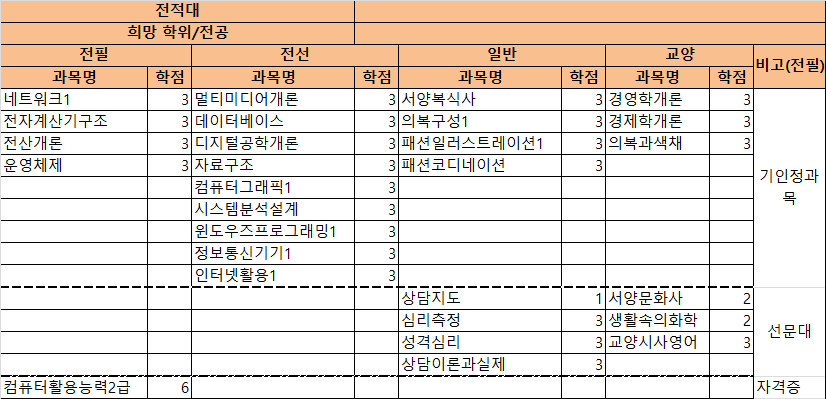 전적대
희망 학위/전공
전필 전선 일반 교양 비고(전필)
과목명 학점 과목명 학점 과목명 학점 과목명 학점
네트워크1 3 멀티미디어개론 3 서양복식사 3 경영학개론 3
전자계산기구조 3 데이터베이스 3 의복구성1 3 경제학개론 3
전산개론 3 디지털공학개론 3 패션일러스트레이션1 3 의복과색채 3
운영체제 3 자료구조 3 패션코디네이션 3
컴퓨터그래픽1 3
시스템분석설계 3
윈도우즈프로그래밍1 3
정보통신기기1 3
인터넷활용1 3
기인정과
목
상담지도 1 서양문화사 2
심리측정 3 생활속의화학 2
성격심리 3 교양시사영어 3
상담이론과실제 3
선문대
컴퓨터활용능력2급 6 자격증